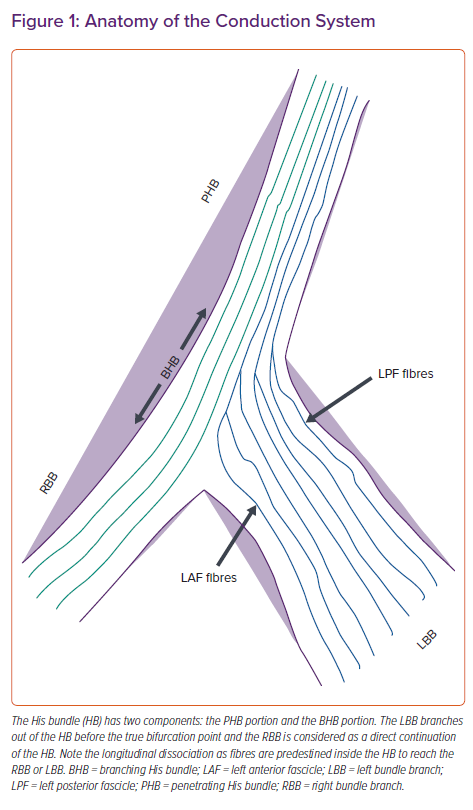 Figure 1: Anatomy of the Conduction System
PHB
BHB
LPF fibres
RBB
LAF fibres
LBB
The His bundle (HB) has two components: the PHB portion and the BHB portion. The LBB branches
out of the HB before the true bifurcation point and the RBB is considered as a direct continuation
of the HB. Note the longitudinal dissociation as fibres are predestined inside the HB to reach the
RBB or LBB. BHB = branching His bundle; LAF = left anterior fascicle; LBB = left bundle branch;
LPF = left posterior fascicle; PHB = penetrating His bundle; RBB = right bundle branch.